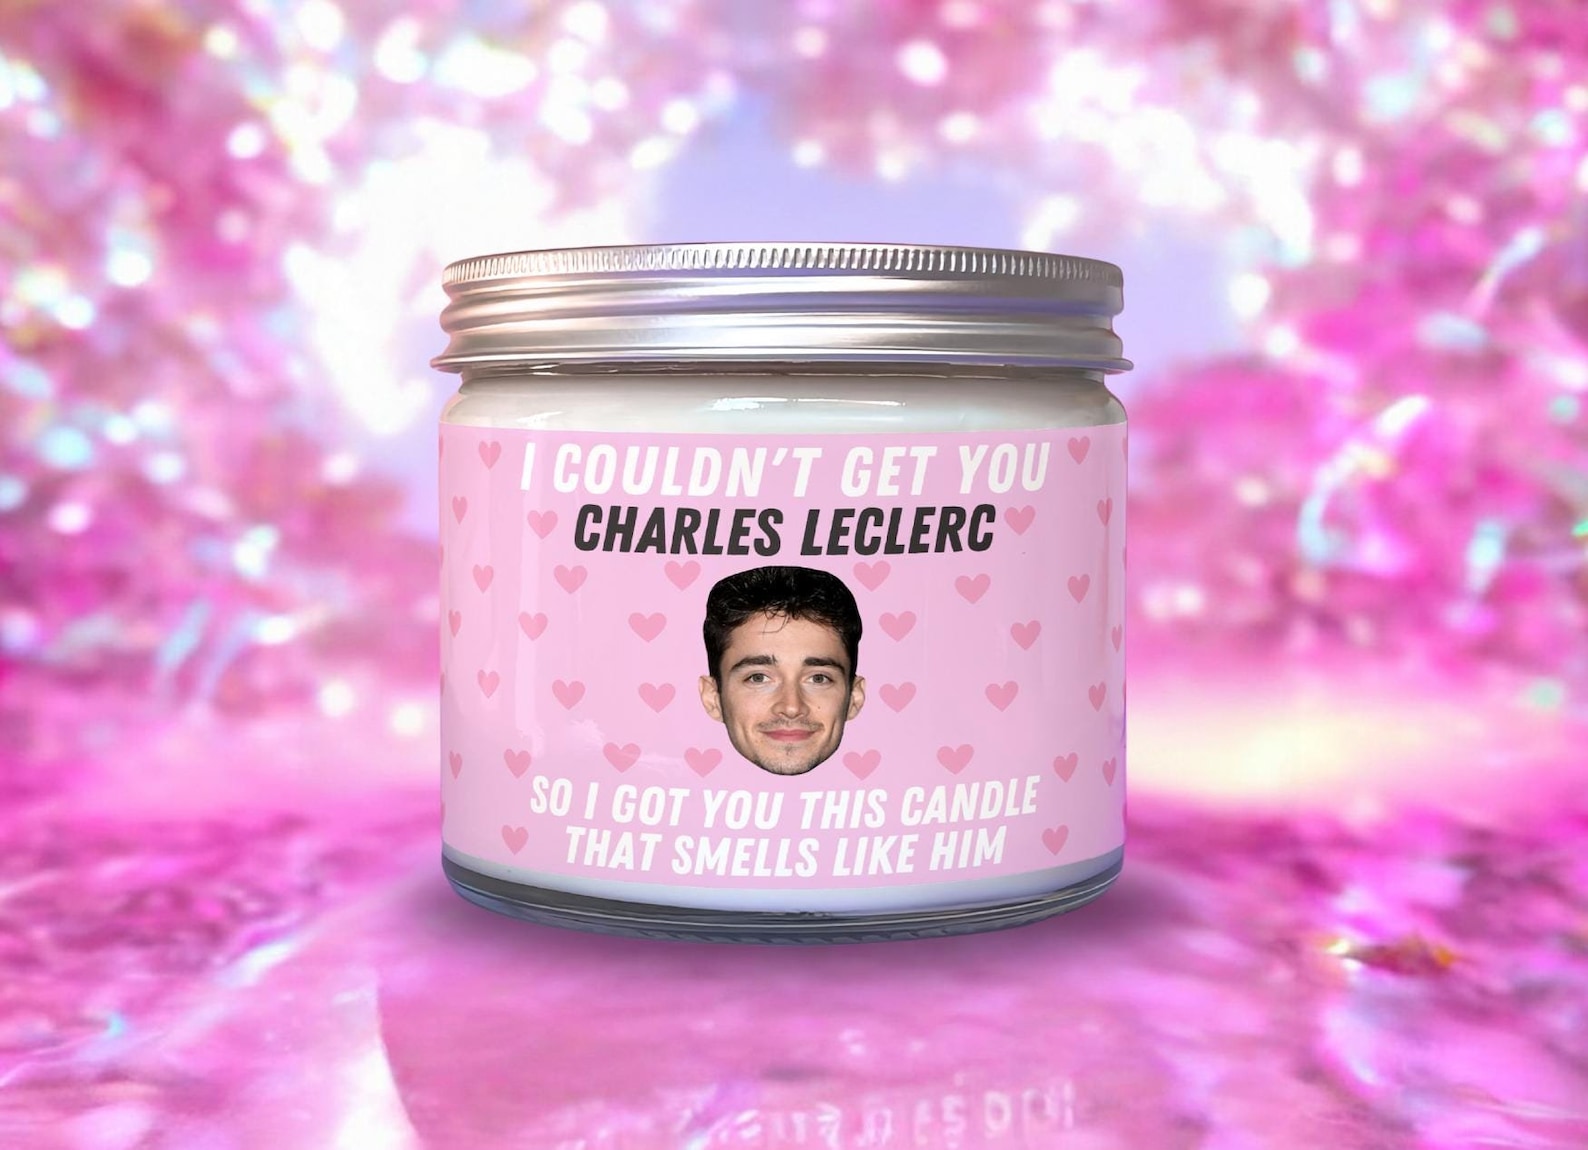 I COULDN'T GET YOU
CHARLES LECLERC
SO I GOT YOU THIS CANDLE
THAT SMELLS LIKE HIM